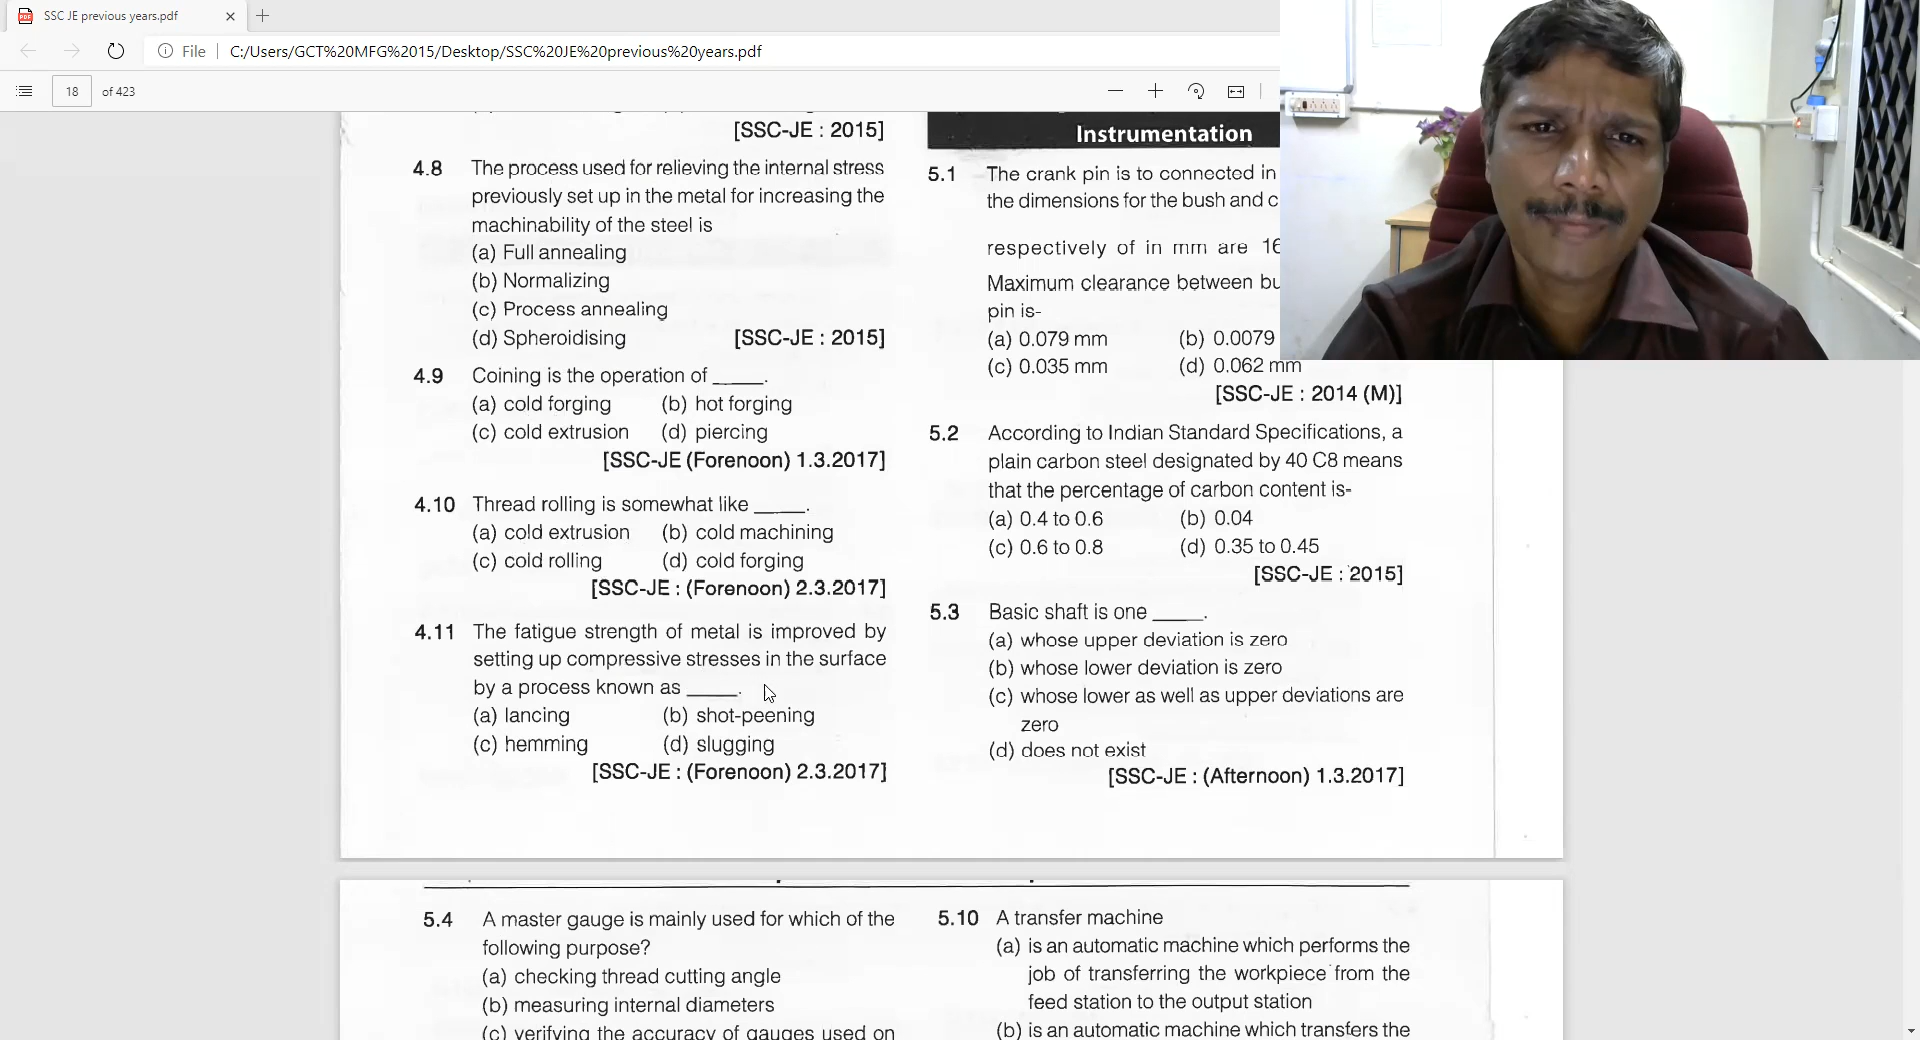 SSC JE previous years.pdf
File
C:/Users/GCT%20MFG%2015/Desktop/SSC%20JE%20previous%20years.pdf
18 of 423
[SSC-JE : 2015]
4.8 The process used for relieving the internal stress
previously set up in the metal for increasing the
machinability of the steel is
(a) Full annealing
(b) Normalizing
(c) Process annealing
(d) Spheroidising [SSC-JE : 2015]
4.9 Coining is the operation of _____.
(a) cold forging (b) hot forging
(c) cold extrusion (d) piercing
[SSC-JE (Forenoon) 1.3.2017]
4.10 Thread rolling is somewhat like _____.
(a) cold extrusion (b) cold machining
(c) cold rolling (d) cold forging
[SSC-JE : (Forenoon) 2.3.2017]
4.11 The fatigue strength of metal is improved by
setting up compressive stresses in the surface
by a process known as _____.
(a) lancing (b) shot-peening
(c) hemming (d) slugging
[SSC-JE : (Forenoon) 2.3.2017]
Instrumentation
5.1 The crank pin is to connected in
the dimensions for the bush and
respectively of in mm are 16
Maximum clearance between
pin is-
(a) 0.079 mm (b) 0.0079
(c) 0.035 mm (d) 0.062 mm
[SSC-JE : 2014 (M)]
5.2 According to Indian Standard Specifications, a
plain carbon steel designated by 40 C8 means
that the percentage of carbon content is-
(a) 0.4 to 0.6 (b) 0.04
(c) 0.6 to 0.8 (d) 0.35 to 0.45
[SSC-JE : 2015]
5.3 Basic shaft is one _____.
(a) whose upper deviation is zero
(b) whose lower deviation is zero
(c) whose lower as well as upper deviations are
zero
(d) does not exist
[SSC-JE : (Afternoon) 1.3.2017]
5.4 A master gauge is mainly used for which of the
following purpose?
(a) checking thread cutting angle
(b) measuring internal diameters
(c) verifying the accuracy of gauges used on
5.10 A transfer machine
(a) is an automatic machine which performs the
job of transferring the workpiece from the
feed station to the output station
(b) is an automatic machine which transfers the